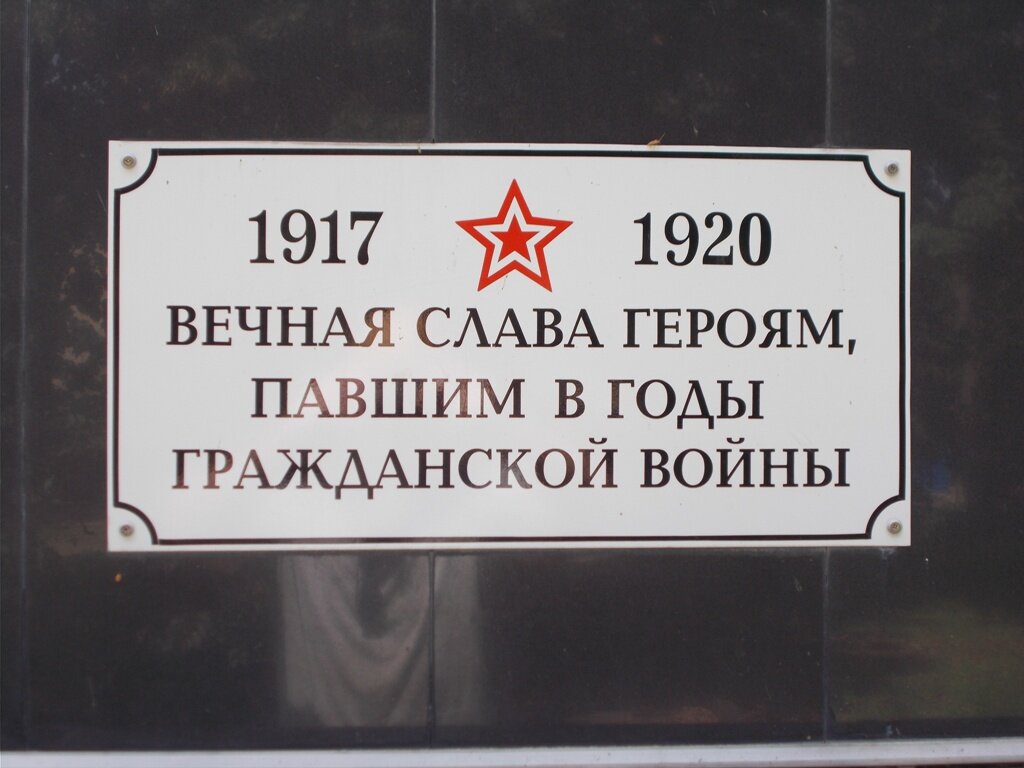 1917 1920
ВЕЧНАЯ СЛАВА ГЕРОЯМ,
ПАВШИМ В ГОДЫ
ГРАЖДАНСКОЙ ВОЙНЫ